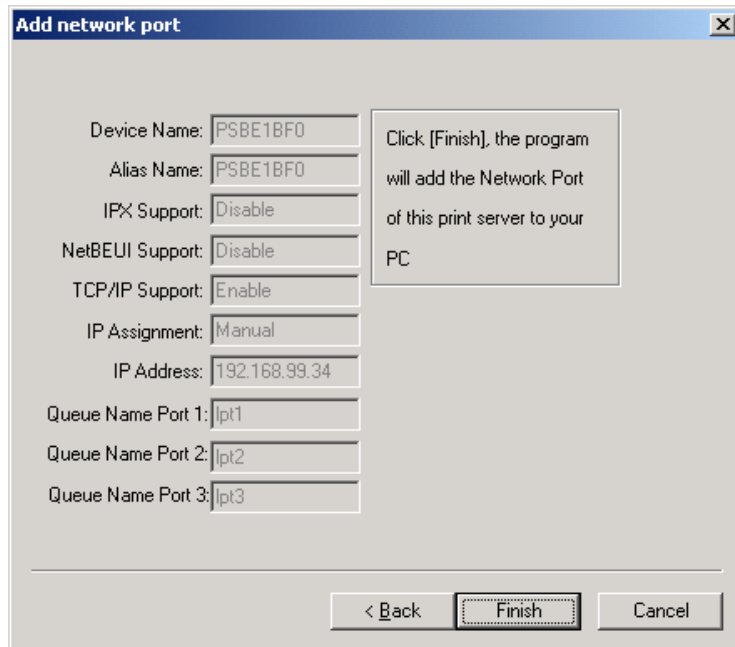 Add network port
Device Name: PSBE1BF0
Alias Name: PSBE1BF0
IPX Support: Disable
NetBEUI Support: Disable
TCP/IP Support: Enable
IP Assignment: Manual
IP Address: 192.168.99.34
Queue Name Port 1: lpt1
Queue Name Port 2: lpt2
Queue Name Port 3: lpt3
Click [Finish], the program
will add the Network Port
of this print server to your
PC
< Back
Finish
Cancel